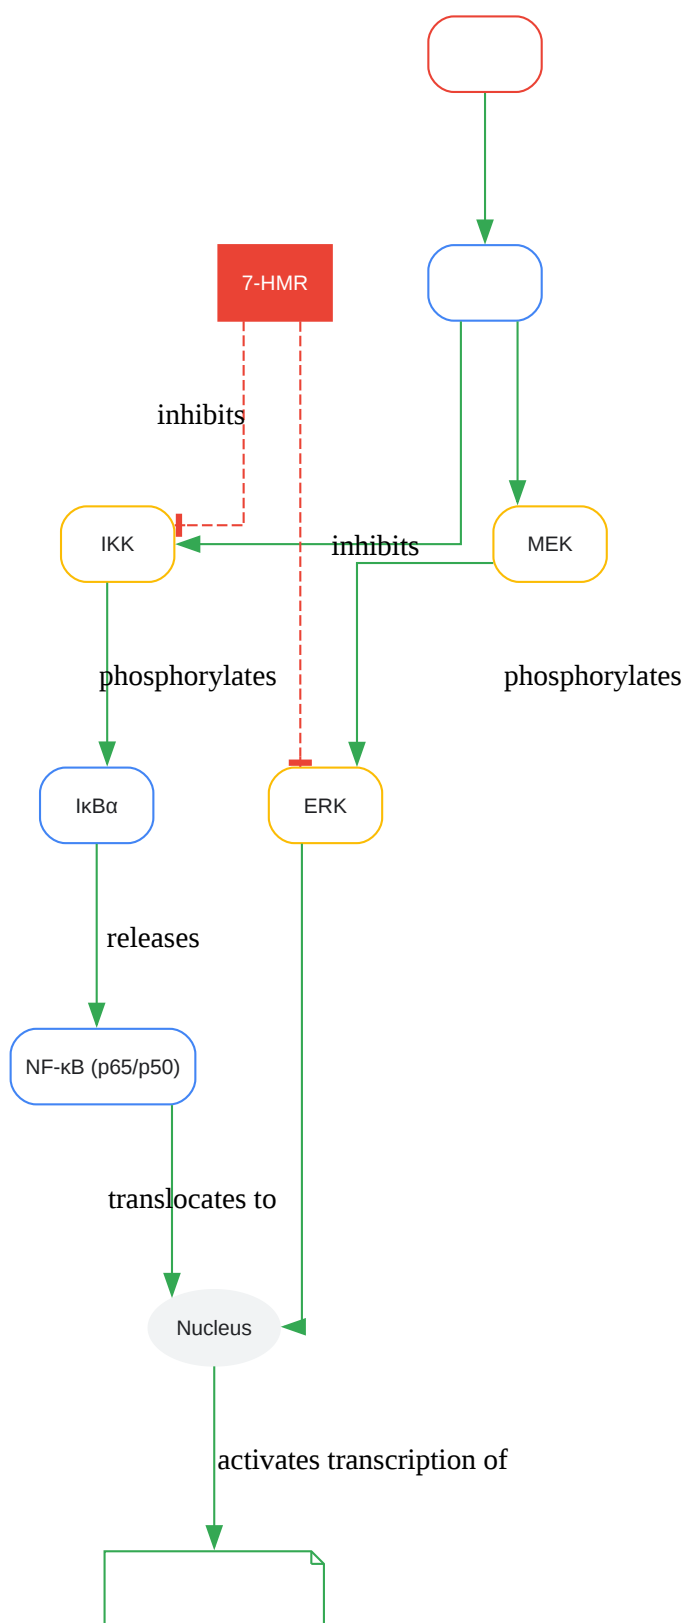 7-HMR
inhibits
IKK
inhibits
MEK
phosphorylates
phosphorylates
IκBα
ERK
releases
NF-κB (p65/p50)
translocates to
Nucleus
activates transcription of